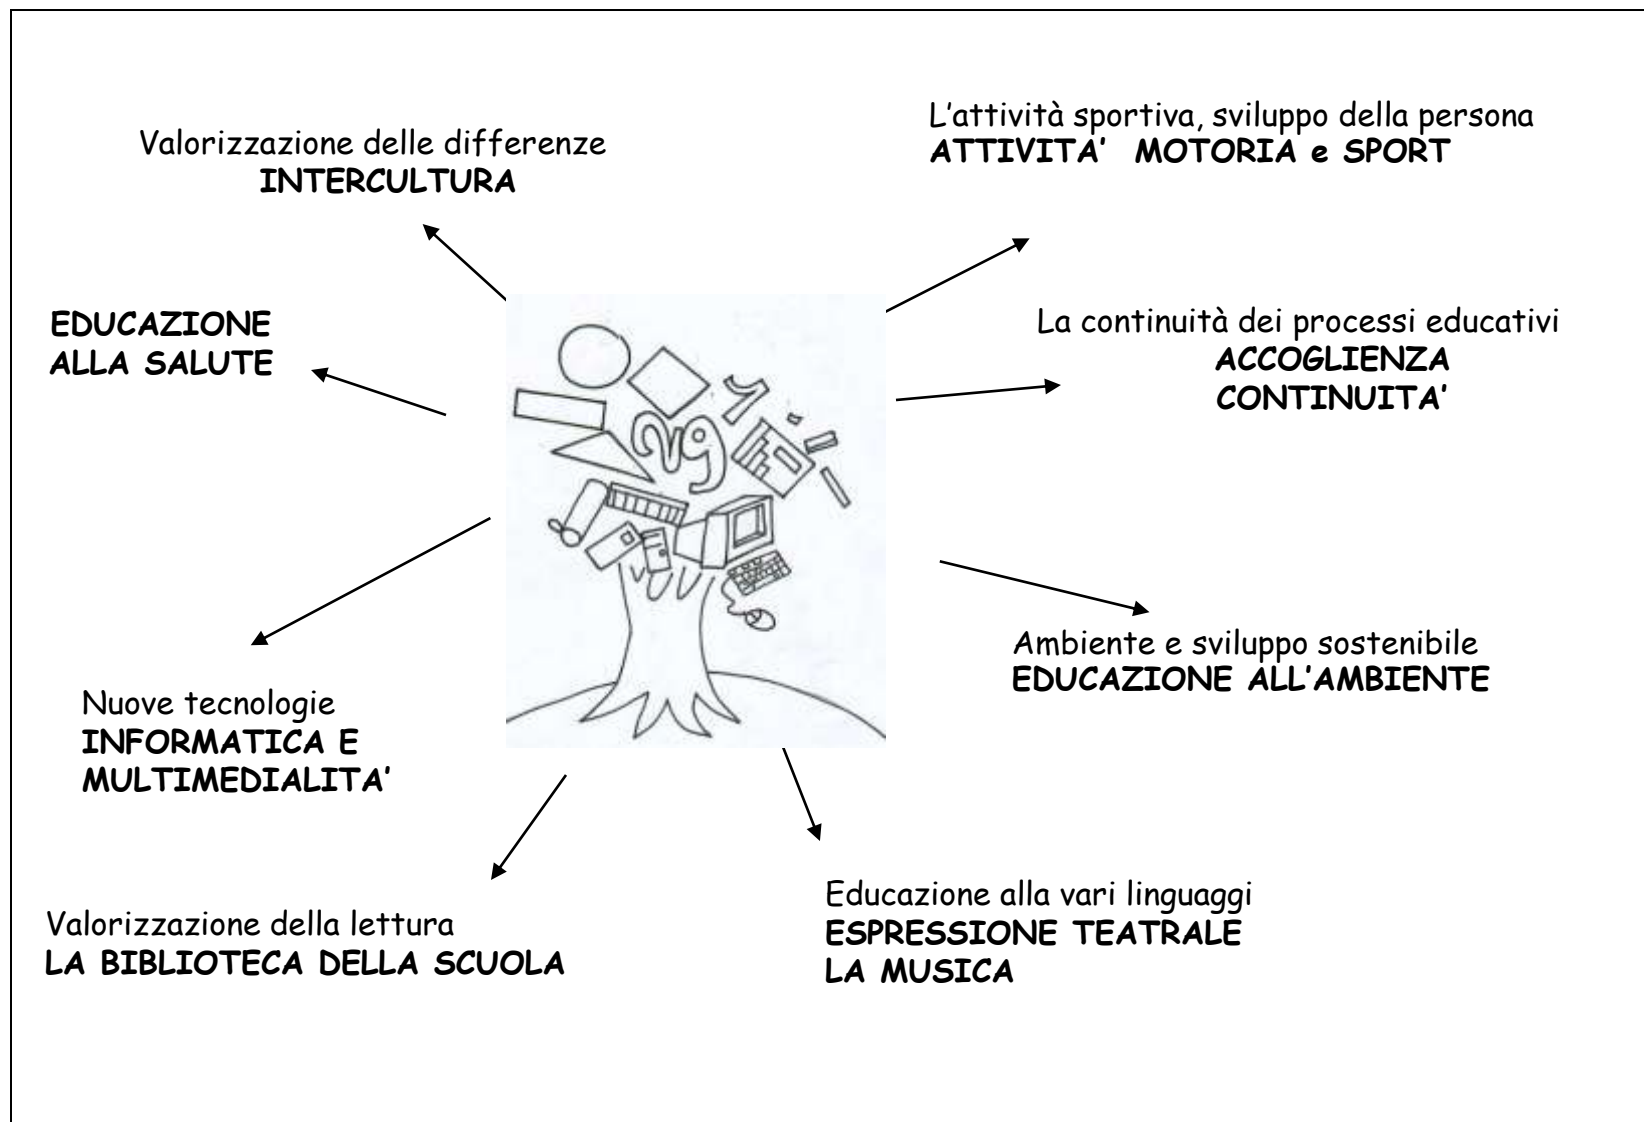 Valorizzazione delle differenze
INTERCULTURA
L'attività sportiva, sviluppo della persona
ATTIVITA' MOTORIA e SPORT
EDUCAZIONE
ALLA SALUTE
La continuità dei processi educativi
ACCOGLIENZA
CONTINUITA'
Nuove tecnologie
INFORMATICA E
MULTIMEDIALITA'
Ambiente e sviluppo sostenibile
EDUCAZIONE ALL'AMBIENTE
Valorizzazione della lettura
LA BIBLIOTECA DELLA SCUOLA
Educazione alla vari linguaggi
ESPRESSIONE TEATRALE
LA MUSICA